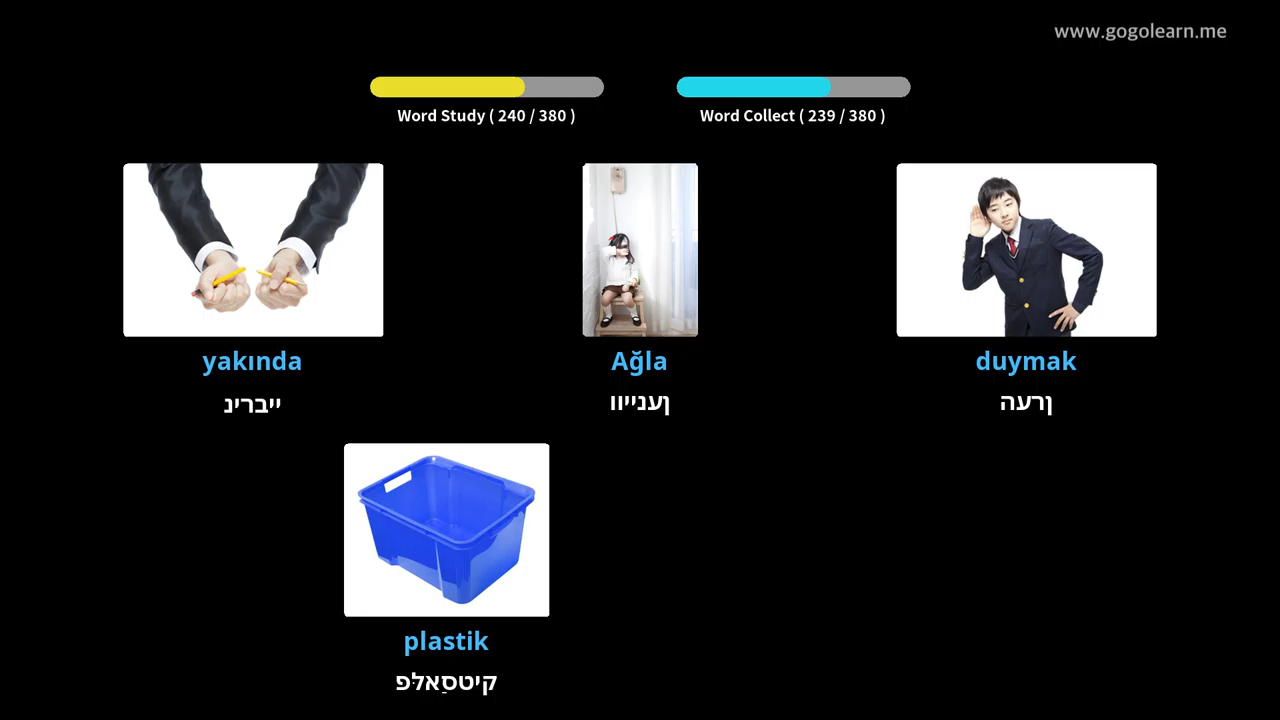 www.gogolearn.me
Word Study ( 240 / 380 )
Word Collect ( 239 / 380 )
yakında
ייברינ
Ağla
ןענייוו
duymak
ןרעה
plastik
קיטסַאלּפ